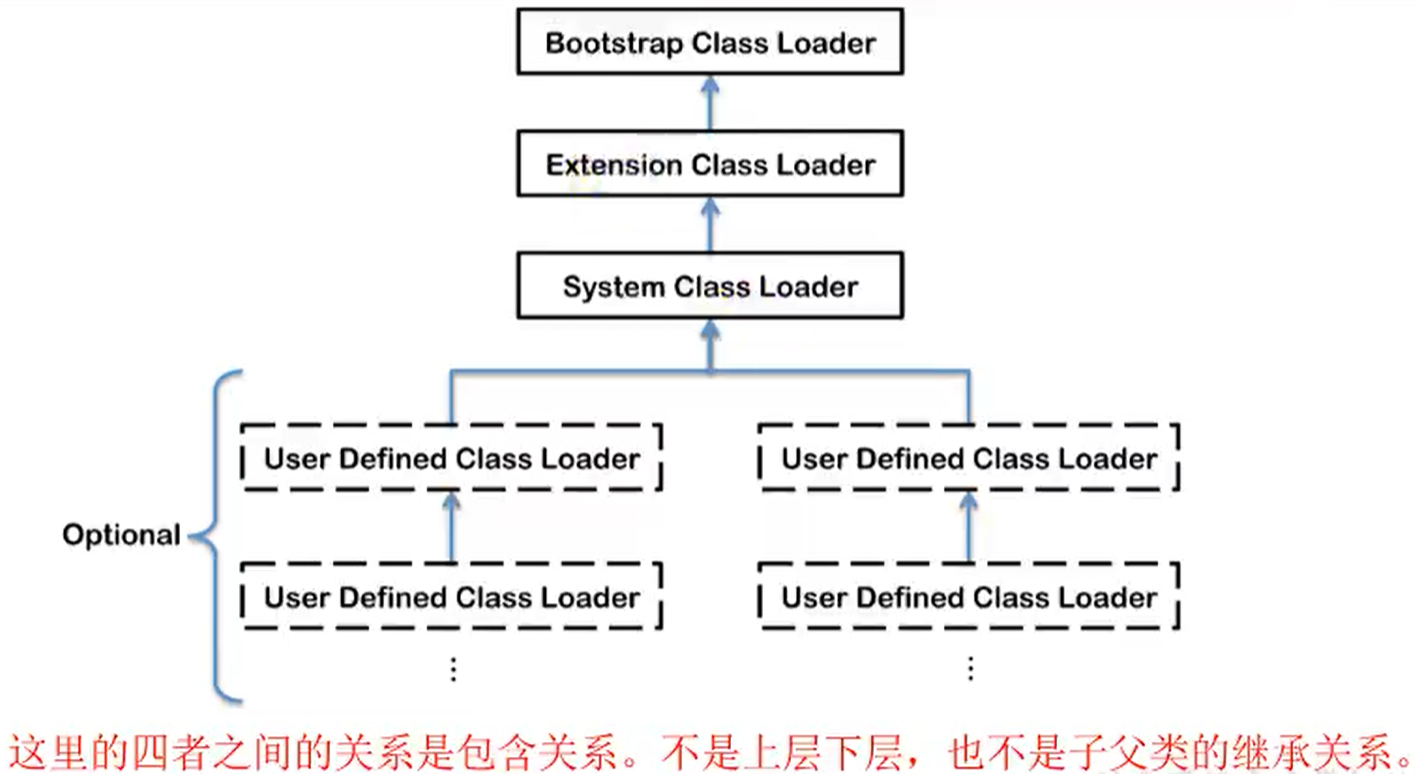 Bootstrap Class Loader
Extension Class Loader
System Class Loader
User Defined Class Loader
User Defined Class Loader
Optional
User Defined Class Loader
User Defined Class Loader
⋮
⋮
这里的四者之间的关系是包含关系。不是上层下层，也不是子父类的继承关系。